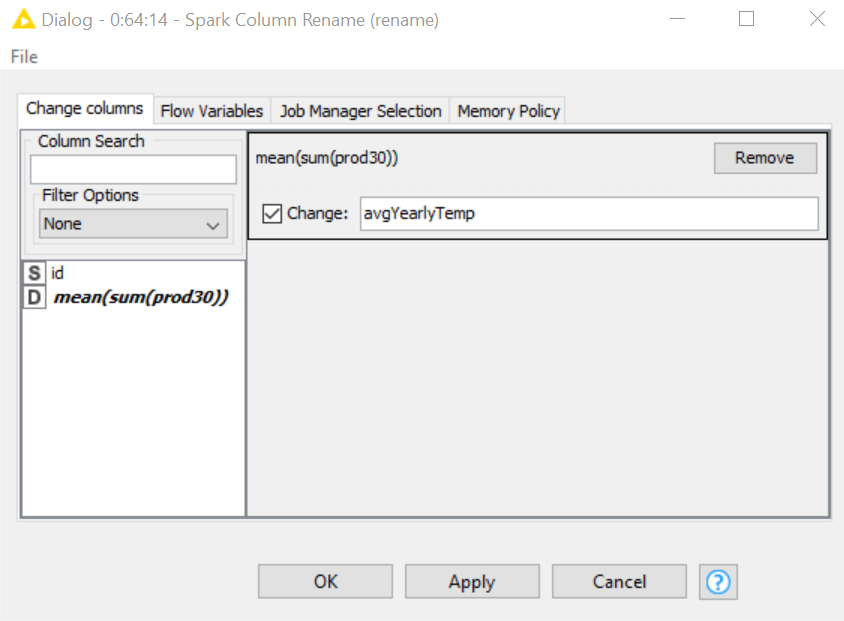 Dialog - 0:64:14 - Spark Column Rename (rename)
File
Change columns Flow Variables Job Manager Selection Memory Policy
Column Search
Filter Options
None
S id
D mean(sum(prod30))
mean(sum(prod30))
Remove
Change: avgYearlyTemp
OK Apply Cancel ?